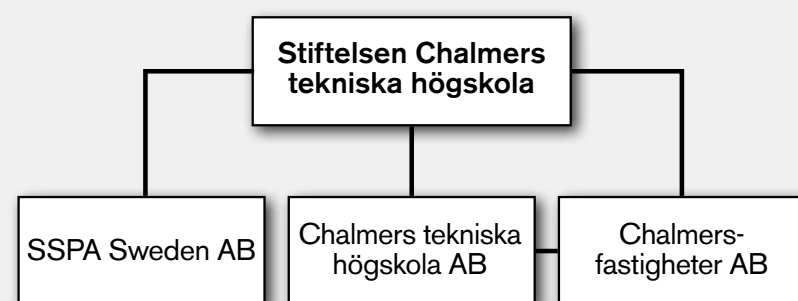 Stiftelsen Chalmers
tekniska högskola
SSPA Sweden AB
Chalmers tekniska
högskola AB
Chalmers-
fastigheter AB